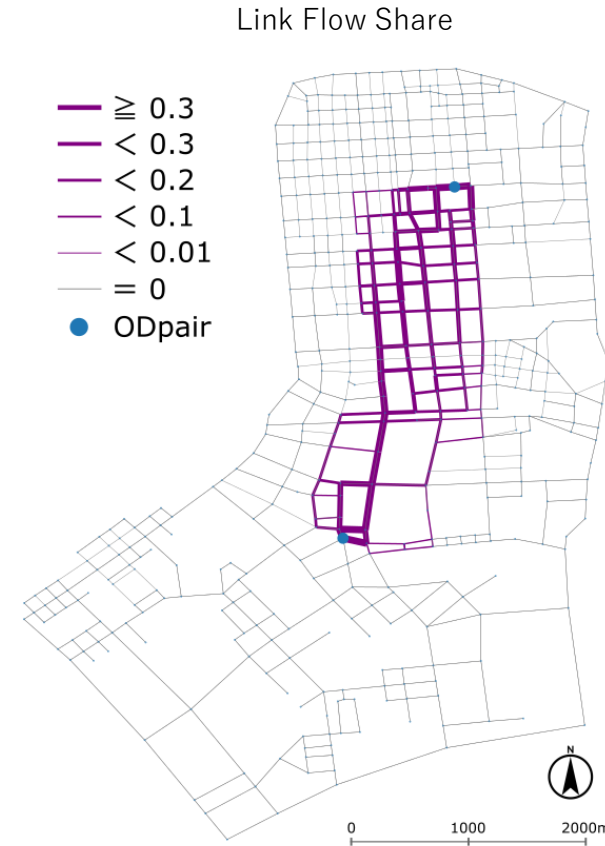 Link Flow Share
≧ 0.3
< 0.3
< 0.2
< 0.1
< 0.01
= 0
ODpair
N
0 1000 2000m